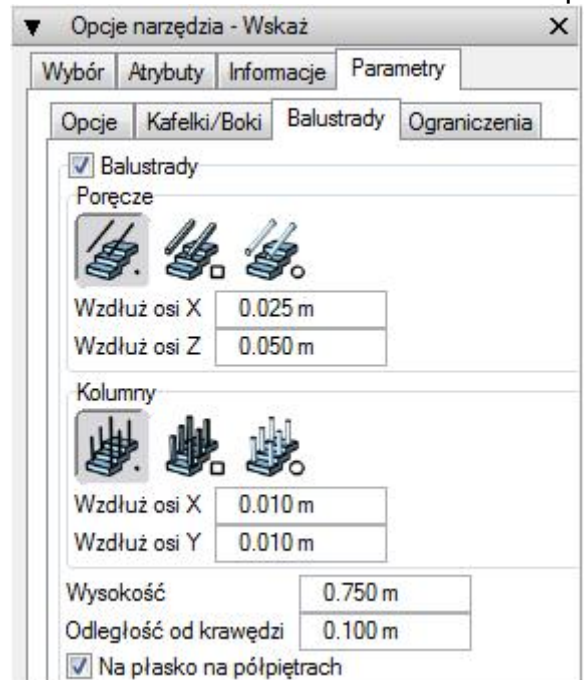 Opcje narzędzia - Wskaż
Wybór Atrybuty Informacje Parametry
Opcje Kafelki/Boki Balustrady Ograniczenia
Balustrady
Poręcze
Wzdłuż osi X 0.025 m
Wzdłuż osi Z 0.050 m
Kolumny
Wzdłuż osi X 0.010 m
Wzdłuż osi Y 0.010 m
Wysokość 0.750 m
Odległość od krawędzi 0.100 m
Na płasko na półpiętrach